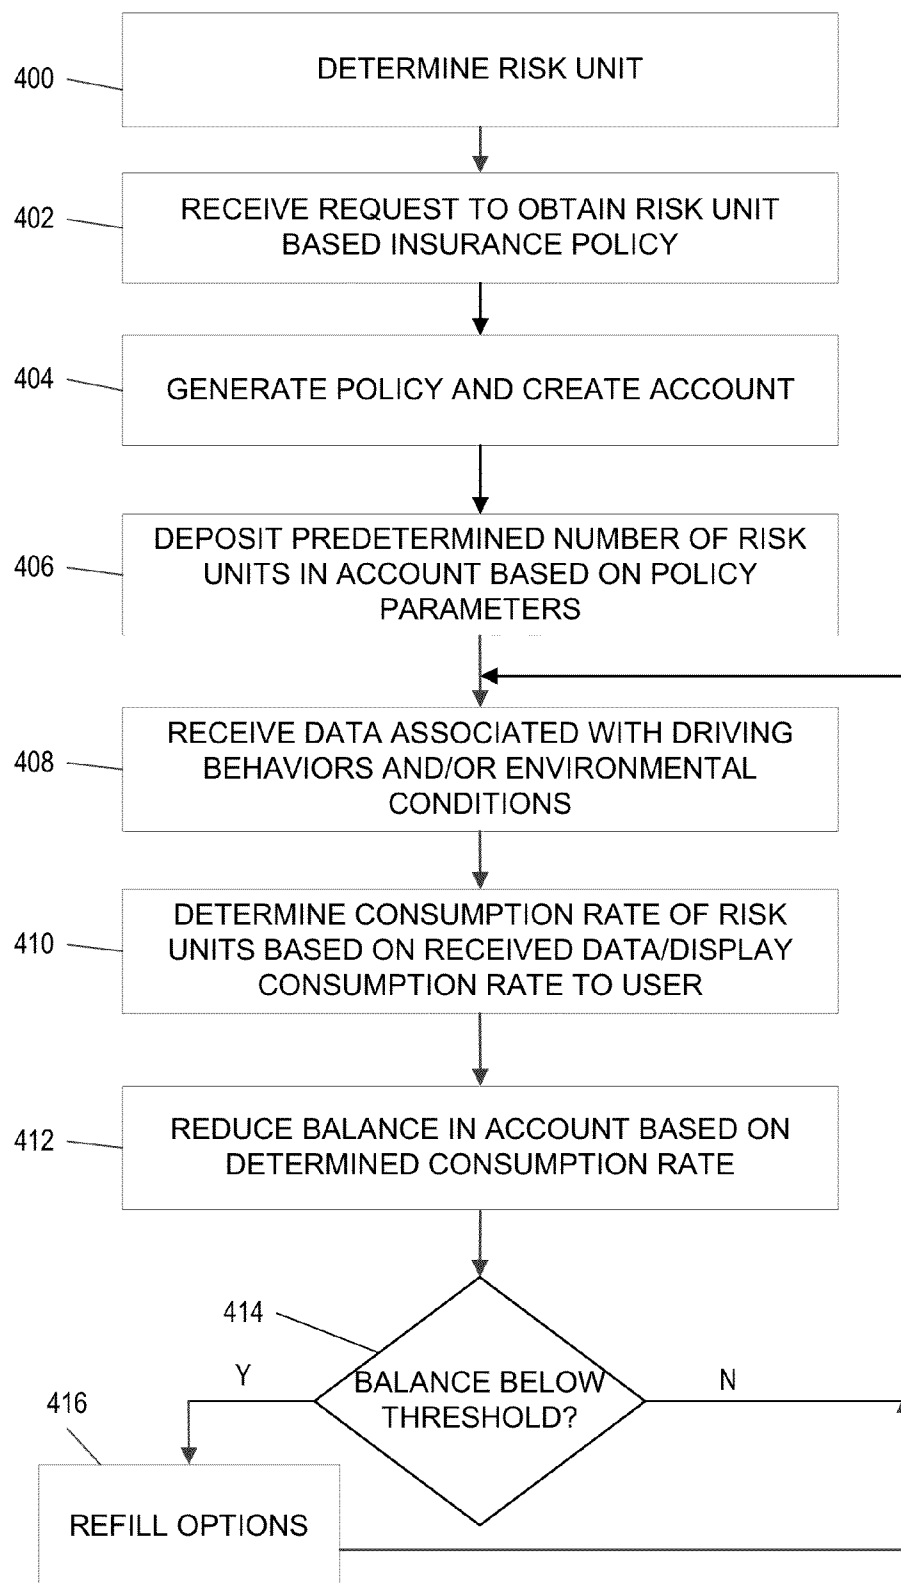 400
DETERMINE RISK UNIT
402
RECEIVE REQUEST TO OBTAIN RISK UNIT
BASED INSURANCE POLICY
404
GENERATE POLICY AND CREATE ACCOUNT
406
DEPOSIT PREDETERMINED NUMBER OF RISK
UNITS IN ACCOUNT BASED ON POLICY
PARAMETERS
408
RECEIVE DATA ASSOCIATED WITH DRIVING
BEHAVIORS AND/OR ENVIRONMENTAL
CONDITIONS
410
DETERMINE CONSUMPTION RATE OF RISK
UNITS BASED ON RECEIVED DATA/DISPLAY
CONSUMPTION RATE TO USER
412
REDUCE BALANCE IN ACCOUNT BASED ON
DETERMINED CONSUMPTION RATE
414
BALANCE BELOW
THRESHOLD?
Y
N
416
REFILL OPTIONS